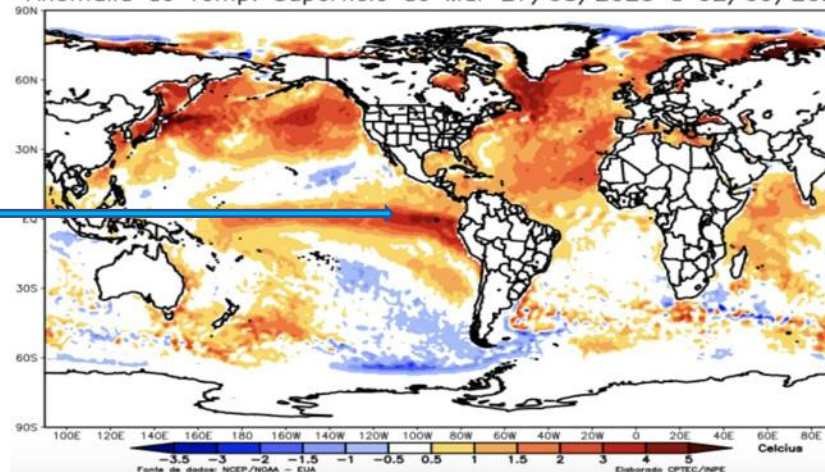 90N
60N
30N
EQ
30S
60S
90S
100E 120E 140E 160E 180 160W 140W 120W 100W 80W 60W 40W 20W 0 20E 40E 60E 80E
-3.5 -3 -2 -1.5 -1 -0.5 0.5 1 1.5 2 3 4 5 Celcius
Fonte de dados: NCEP/NOAA – EUA Elaborado CPTEC/INPE